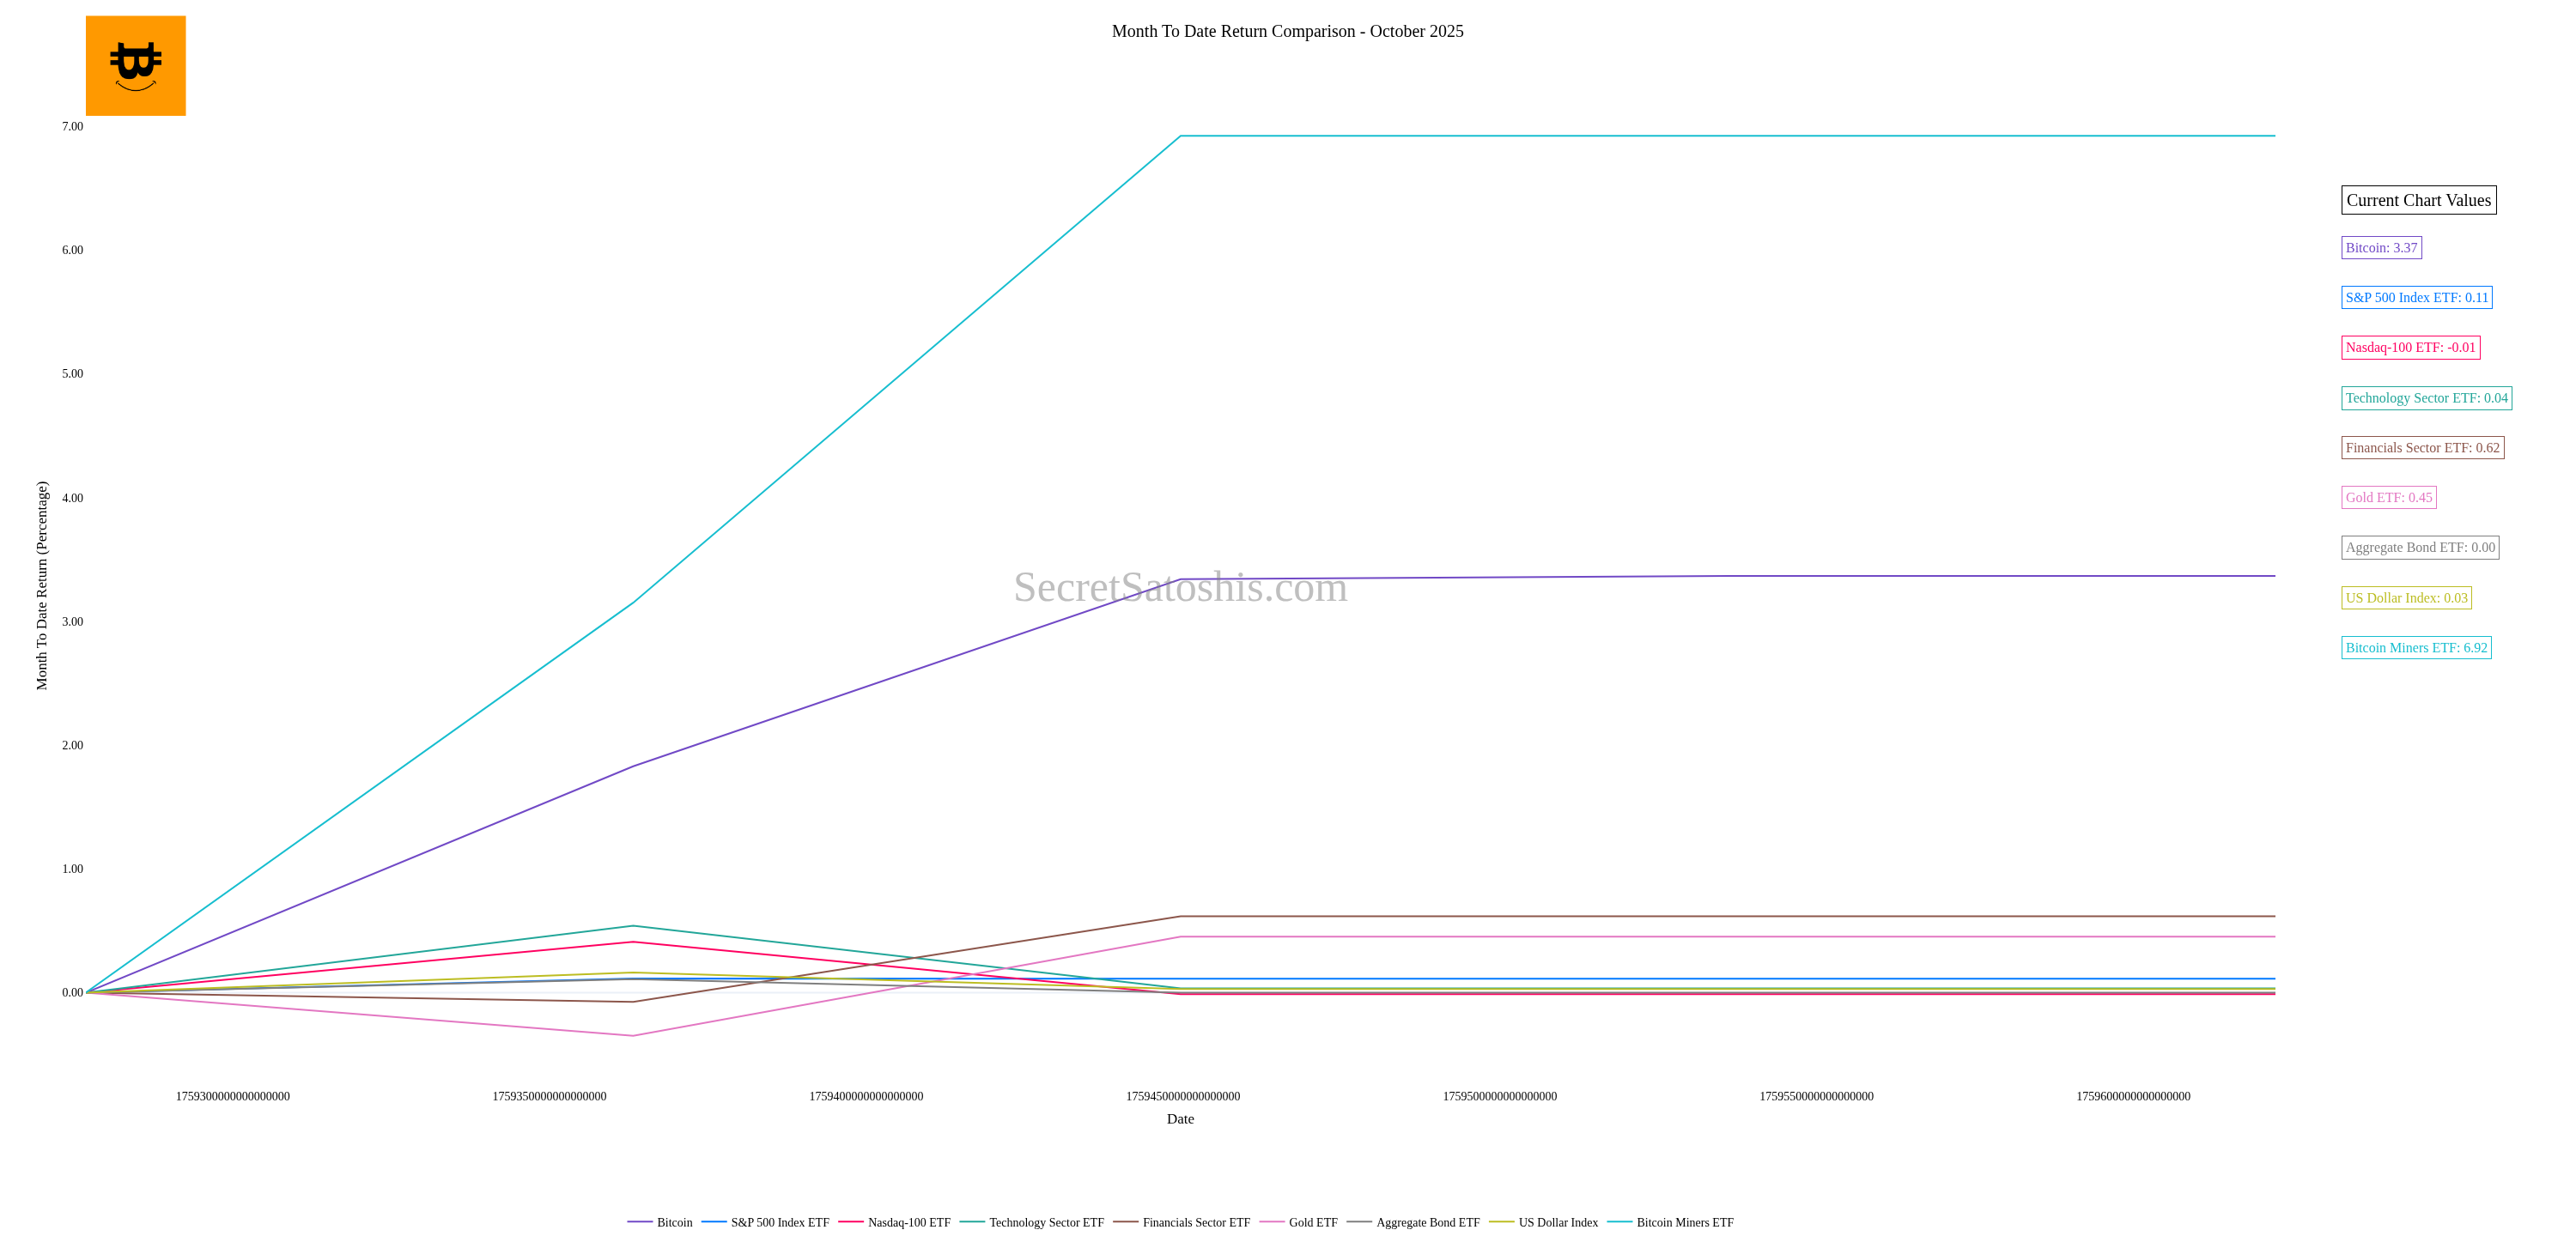 Month To Date Return Comparison - October 2025
7.00
6.00
5.00
4.00
3.00
2.00
1.00
0.00
Month To Date Return (Percentage)
SecretSatoshis.com
Current Chart Values
Bitcoin: 3.37
S&P 500 Index ETF: 0.11
Nasdaq-100 ETF: -0.01
Technology Sector ETF: 0.04
Financials Sector ETF: 0.62
Gold ETF: 0.45
Aggregate Bond ETF: 0.00
US Dollar Index: 0.03
Bitcoin Miners ETF: 6.92
1759300000000000000 1759350000000000000 1759400000000000000 1759450000000000000 1759500000000000000 1759550000000000000 1759600000000000000
Date
Bitcoin S&P 500 Index ETF Nasdaq-100 ETF Technology Sector ETF Financials Sector ETF Gold ETF Aggregate Bond ETF US Dollar Index Bitcoin Miners ETF